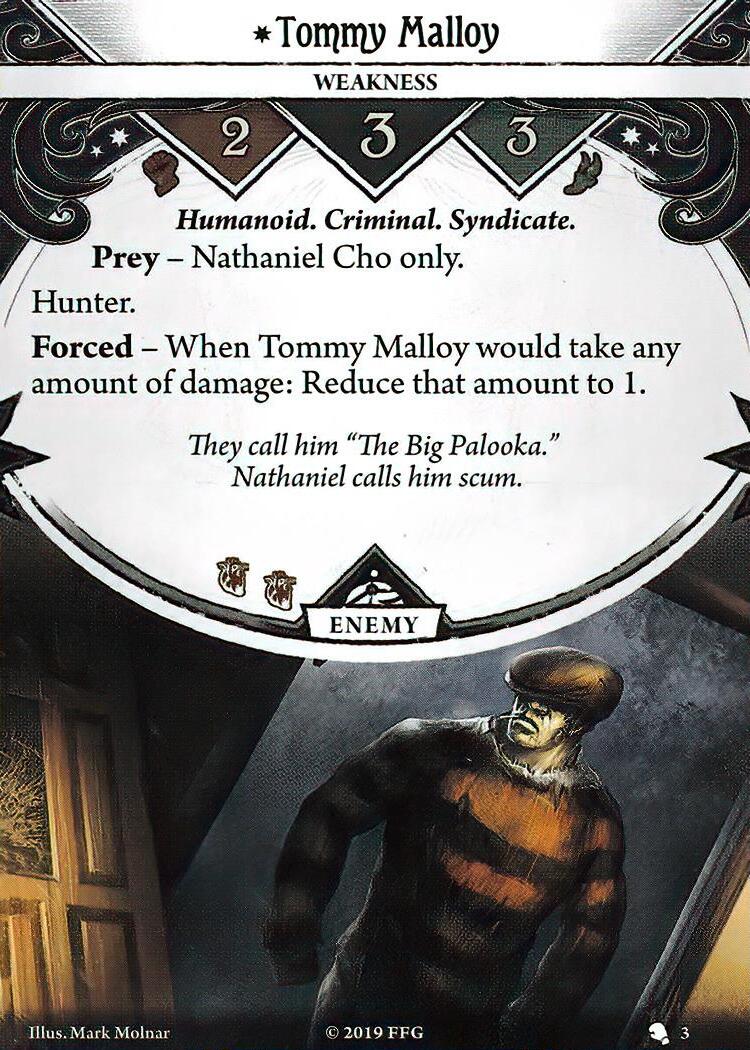 Tommy Malloy
WEAKNESS
2 3 3
Humanoid. Criminal. Syndicate.
Prey – Nathaniel Cho only.
Hunter.
Forced – When Tommy Malloy would take any
amount of damage: Reduce that amount to 1.
They call him “The Big Palooka.”
Nathaniel calls him scum.
ENEMY
Illus. Mark Molnar © 2019 FFG 3